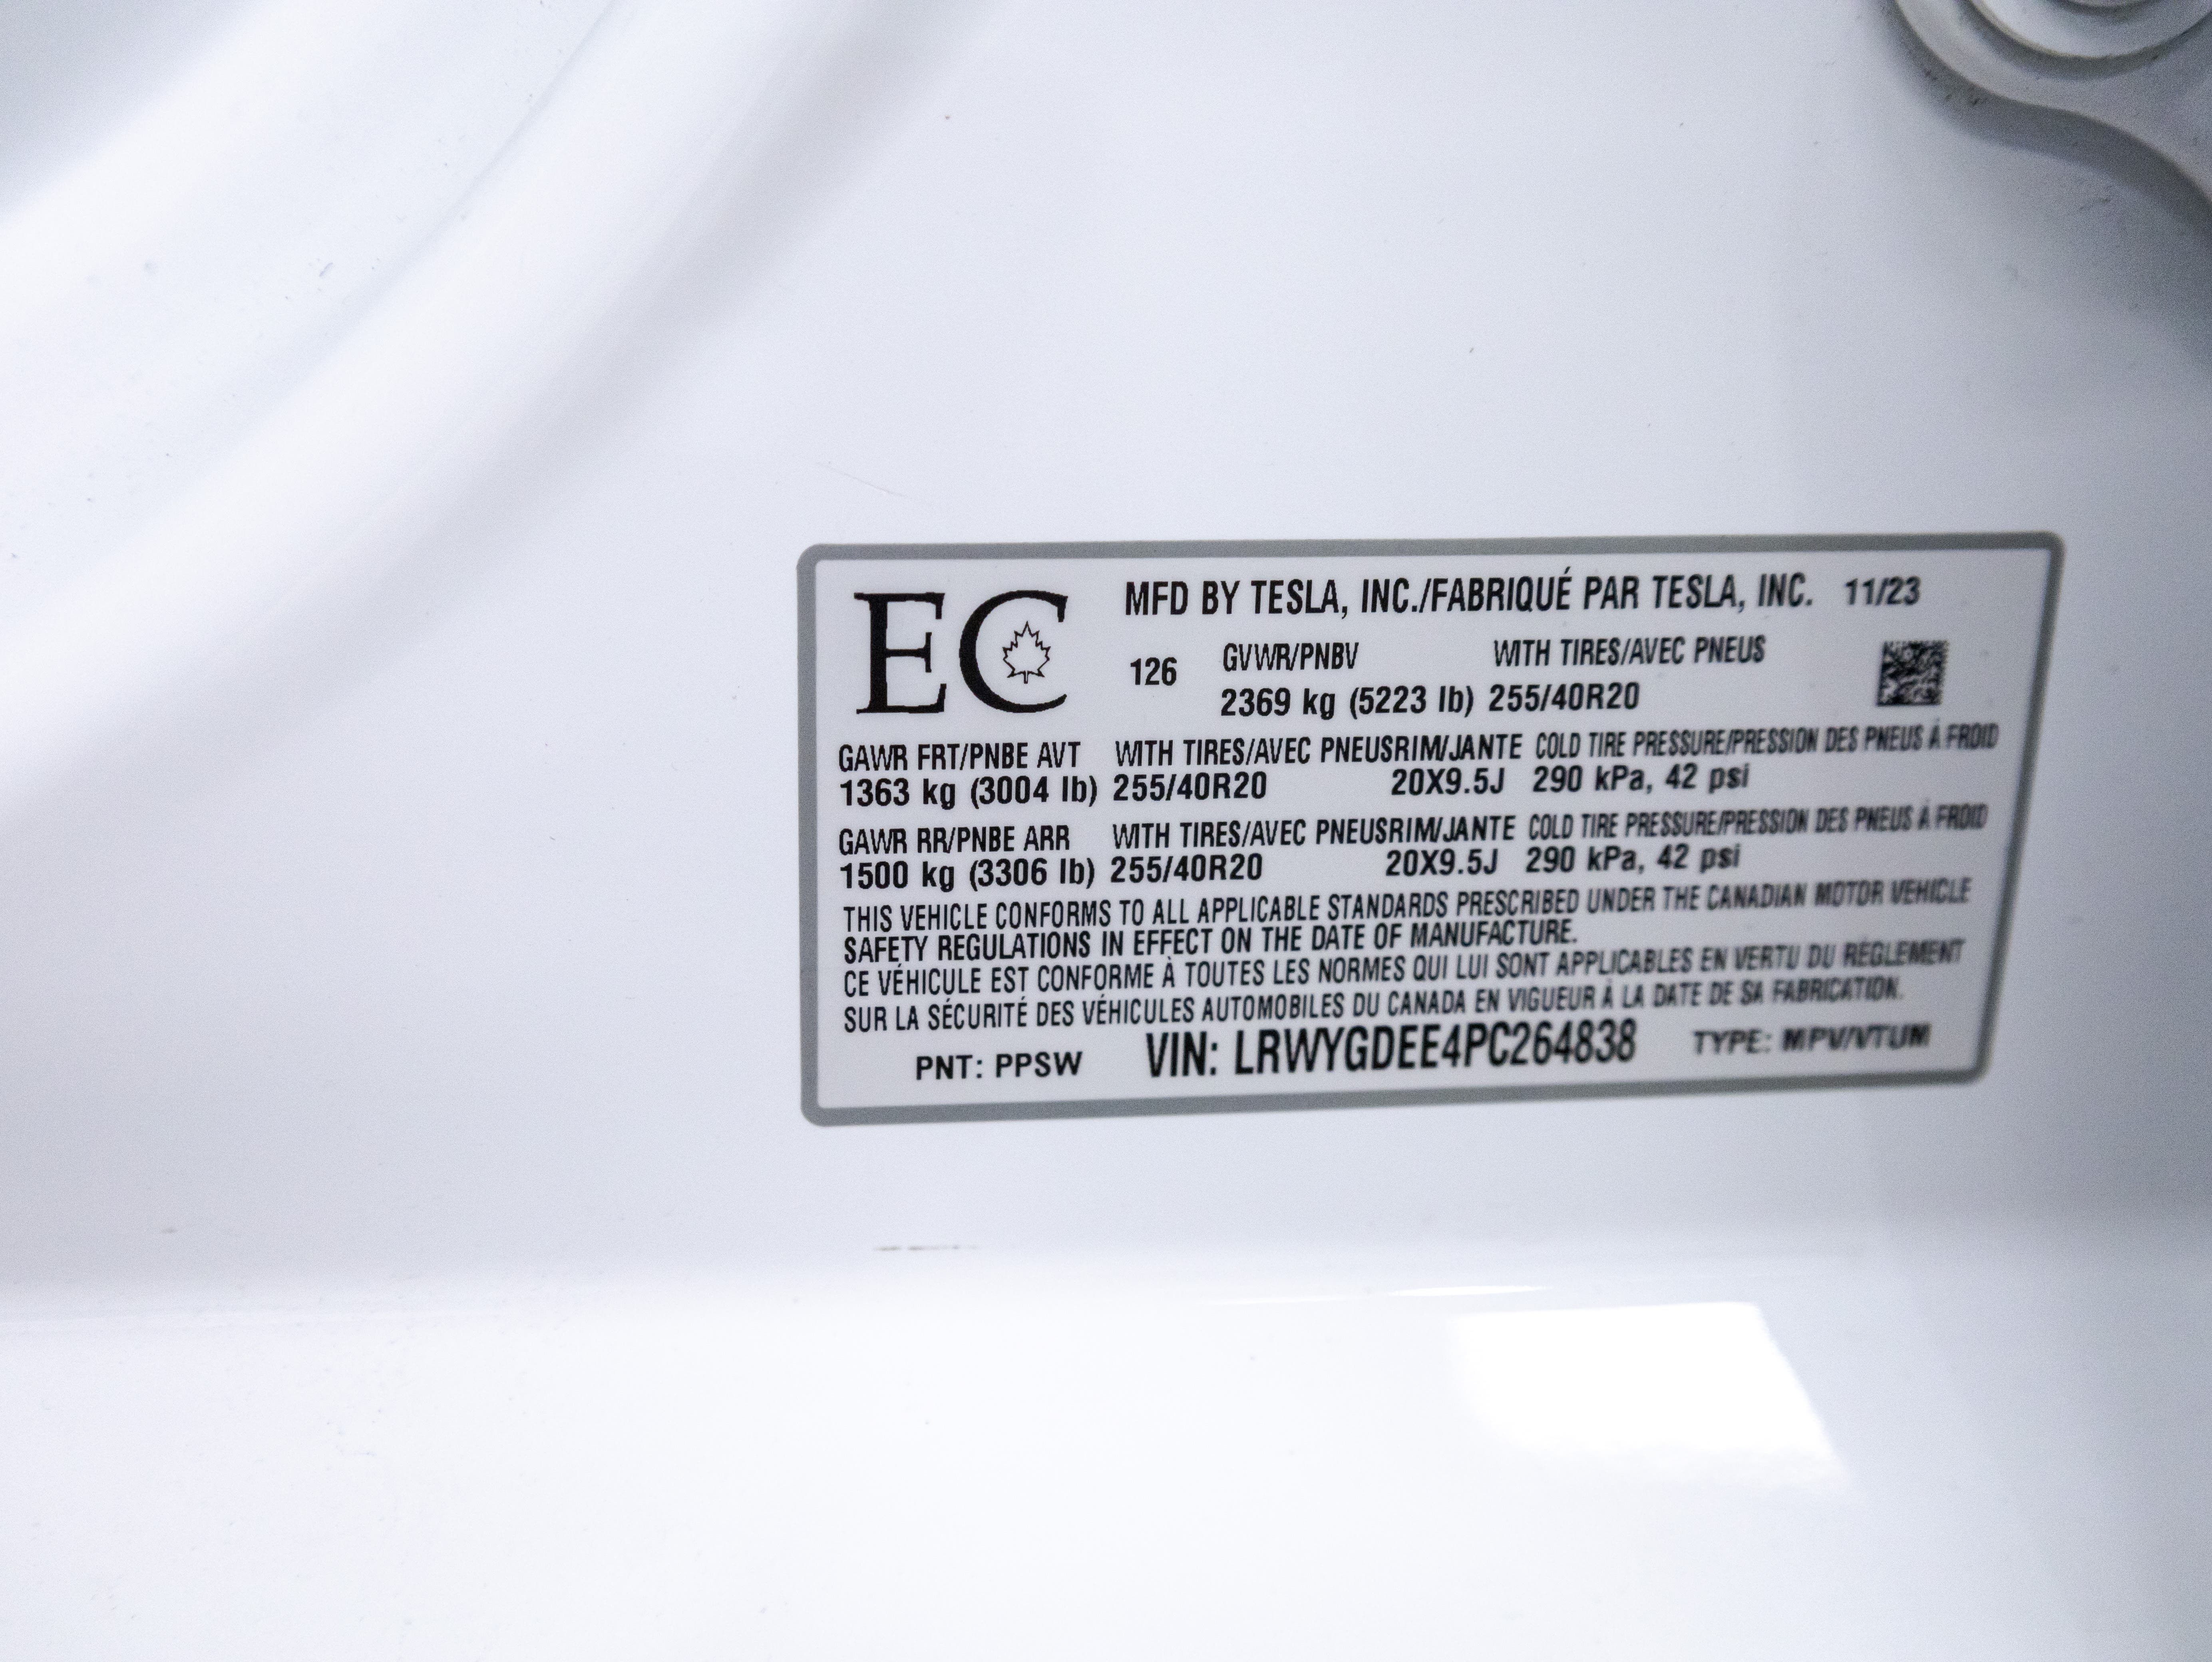 EC
MFD BY TESLA, INC./FABRIQUÉ PAR TESLA, INC. 11/23
126 GVWR/PNBV WITH TIRES/AVEC PNEUS
2369 kg (5223 lb) 255/40R20
GAWR FRT/PNBE AVT WITH TIRES/AVEC PNEUSRIM/JANTE COLD TIRE PRESSURE/PRESSION DES PNEUS À FROID
1363 kg (3004 lb) 255/40R20 20X9.5J 290 kPa, 42 psi
GAWR RR/PNBE ARR WITH TIRES/AVEC PNEUSRIM/JANTE COLD TIRE PRESSURE/PRESSION DES PNEUS À FROID
1500 kg (3306 lb) 255/40R20 20X9.5J 290 kPa, 42 psi
THIS VEHICLE CONFORMS TO ALL APPLICABLE STANDARDS PRESCRIBED UNDER THE CANADIAN MOTOR VEHICLE
SAFETY REGULATIONS IN EFFECT ON THE DATE OF MANUFACTURE.
CE VÉHICULE EST CONFORME À TOUTES LES NORMES QUI LUI SONT APPLICABLES EN VERTU DU RÈGLEMENT
SUR LA SÉCURITÉ DES VÉHICULES AUTOMOBILES DU CANADA EN VIGUEUR À LA DATE DE SA FABRICATION.
PNT: PPSW VIN: LRWYGDEE4PC264838 TYPE: MPV/VTUM